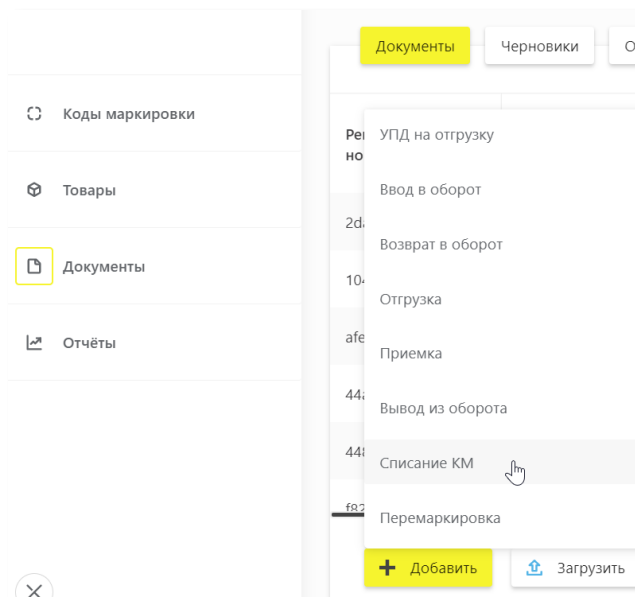 Документы
Черновики
Коды маркировки
Товары
Документы
Отчёты
УПД на отгрузку
Ввод в оборот
Возврат в оборот
Отгрузка
Приемка
Вывод из оборота
Списание КМ
Перемаркировка
Добавить
Загрузить